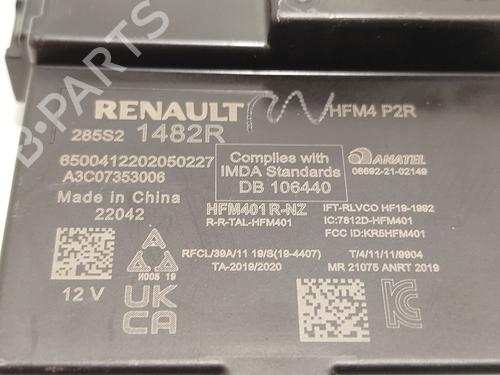 RENAULT
HFM4 P2R
285S2 1482R
6500412202050227
A3C07353006
Made in China
22042
Complies with
IMDA Standards
DB 106440
ANATEL
06692-21-02149
HFM401 R-NZ
R-R-TAL-HFM401
IFT-RLVCO HF19-1992
IC:7812D-HFM401
FCC ID:KR5HFM401
RFCL/39A/11 19/S(19-4407)
TA-2019/2020
T/4/11/11/9904
MR 21075 ANRT 2019
И005 19
12 V
UK
CA
B-PARTS